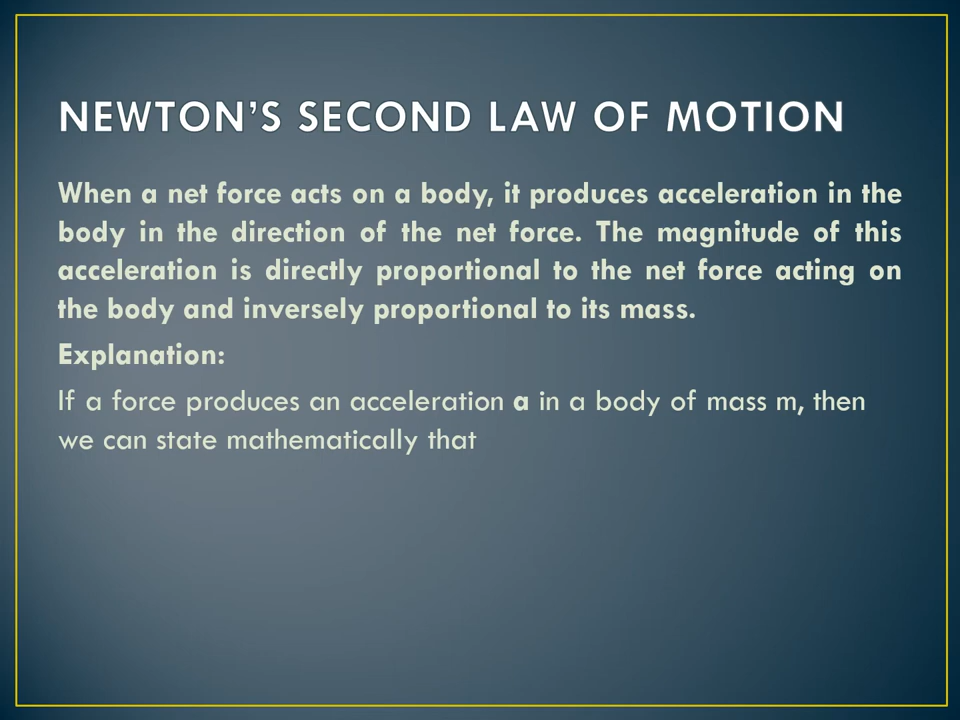 NEWTON’S SECOND LAW OF MOTION
When a net force acts on a body, it produces acceleration in the
body in the direction of the net force. The magnitude of this
acceleration is directly proportional to the net force acting on
the body and inversely proportional to its mass.
Explanation:
If a force produces an acceleration a in a body of mass m, then
we can state mathematically that